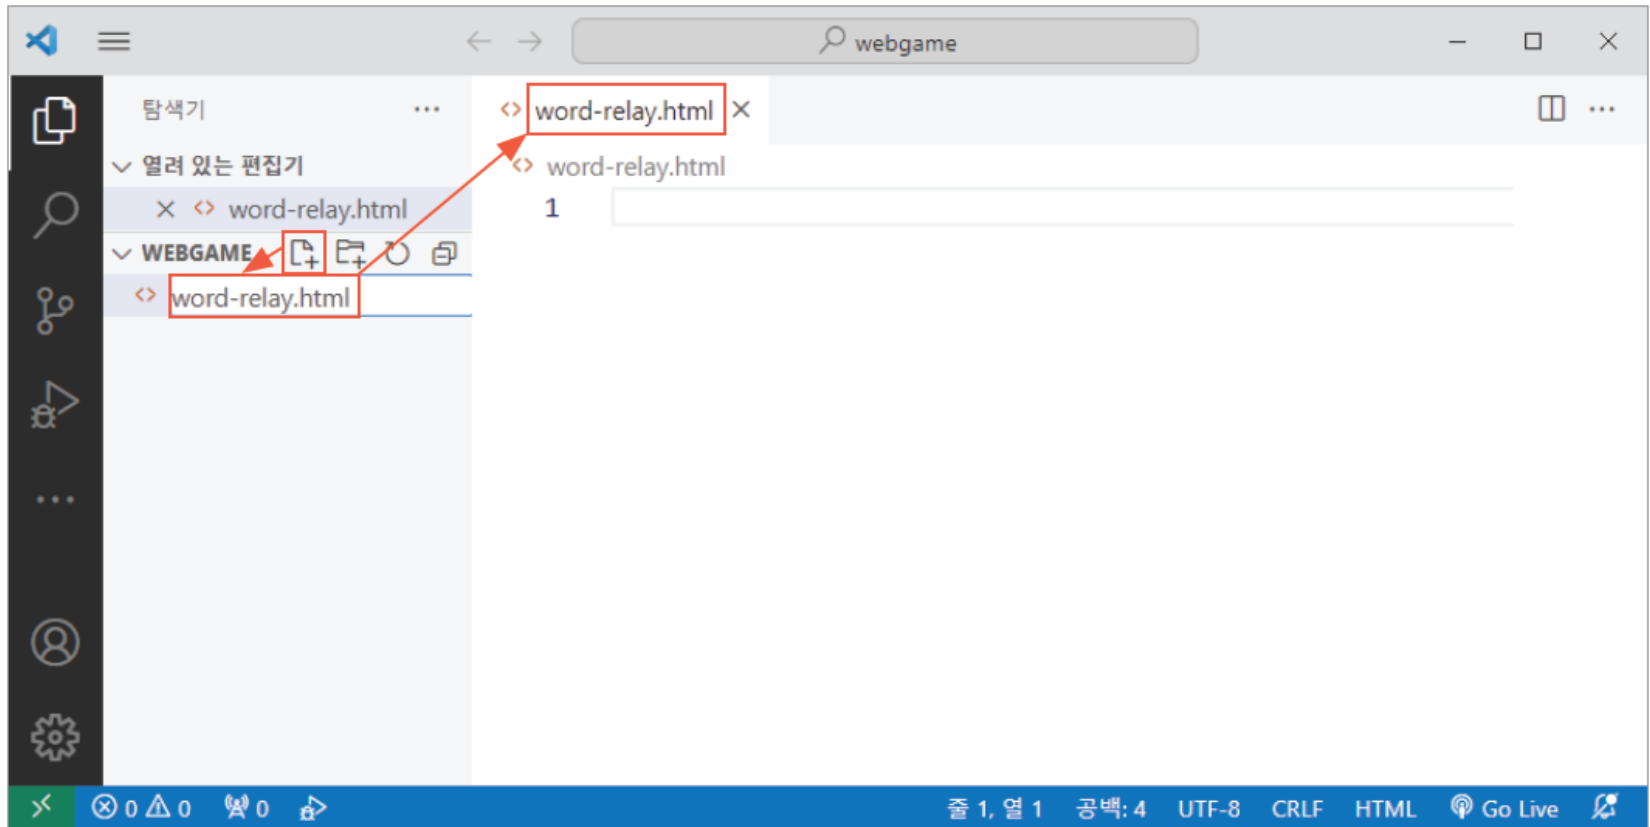 webgame
탐색기
word-relay.html
열려 있는 편집기
word-relay.html
word-relay.html
1
WEBGAME
word-relay.html
0 0 0
줄 1, 열 1 공백: 4 UTF-8 CRLF HTML Go Live